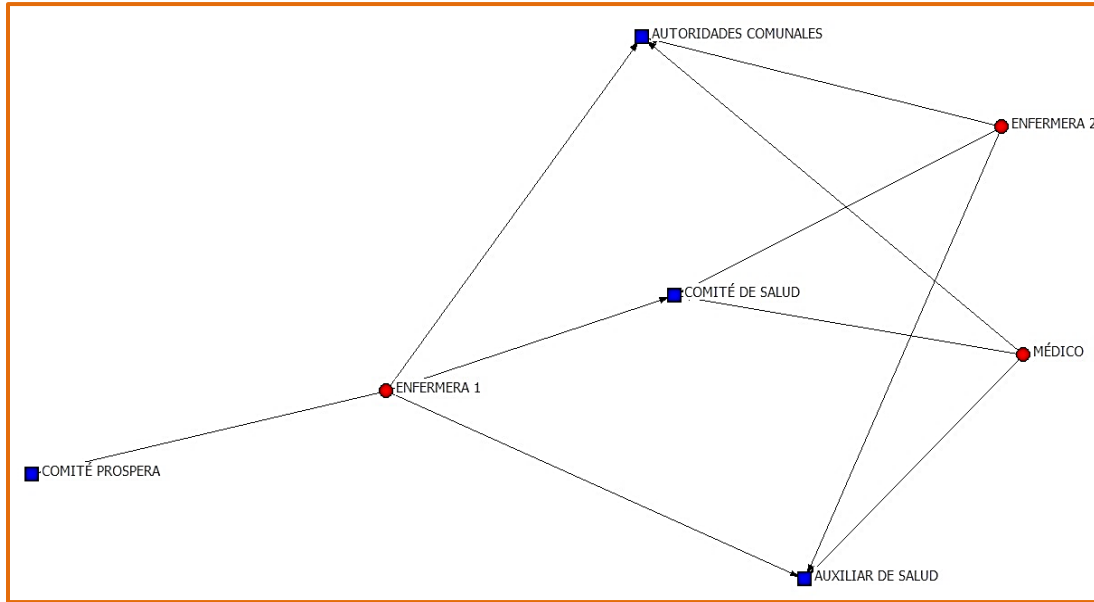 AUTORIDADES COMUNALES
ENFERMERA 2
COMITÉ DE SALUD
MÉDICO
ENFERMERA 1
COMITÉ PROSPERA
AUXILIAR DE SALUD